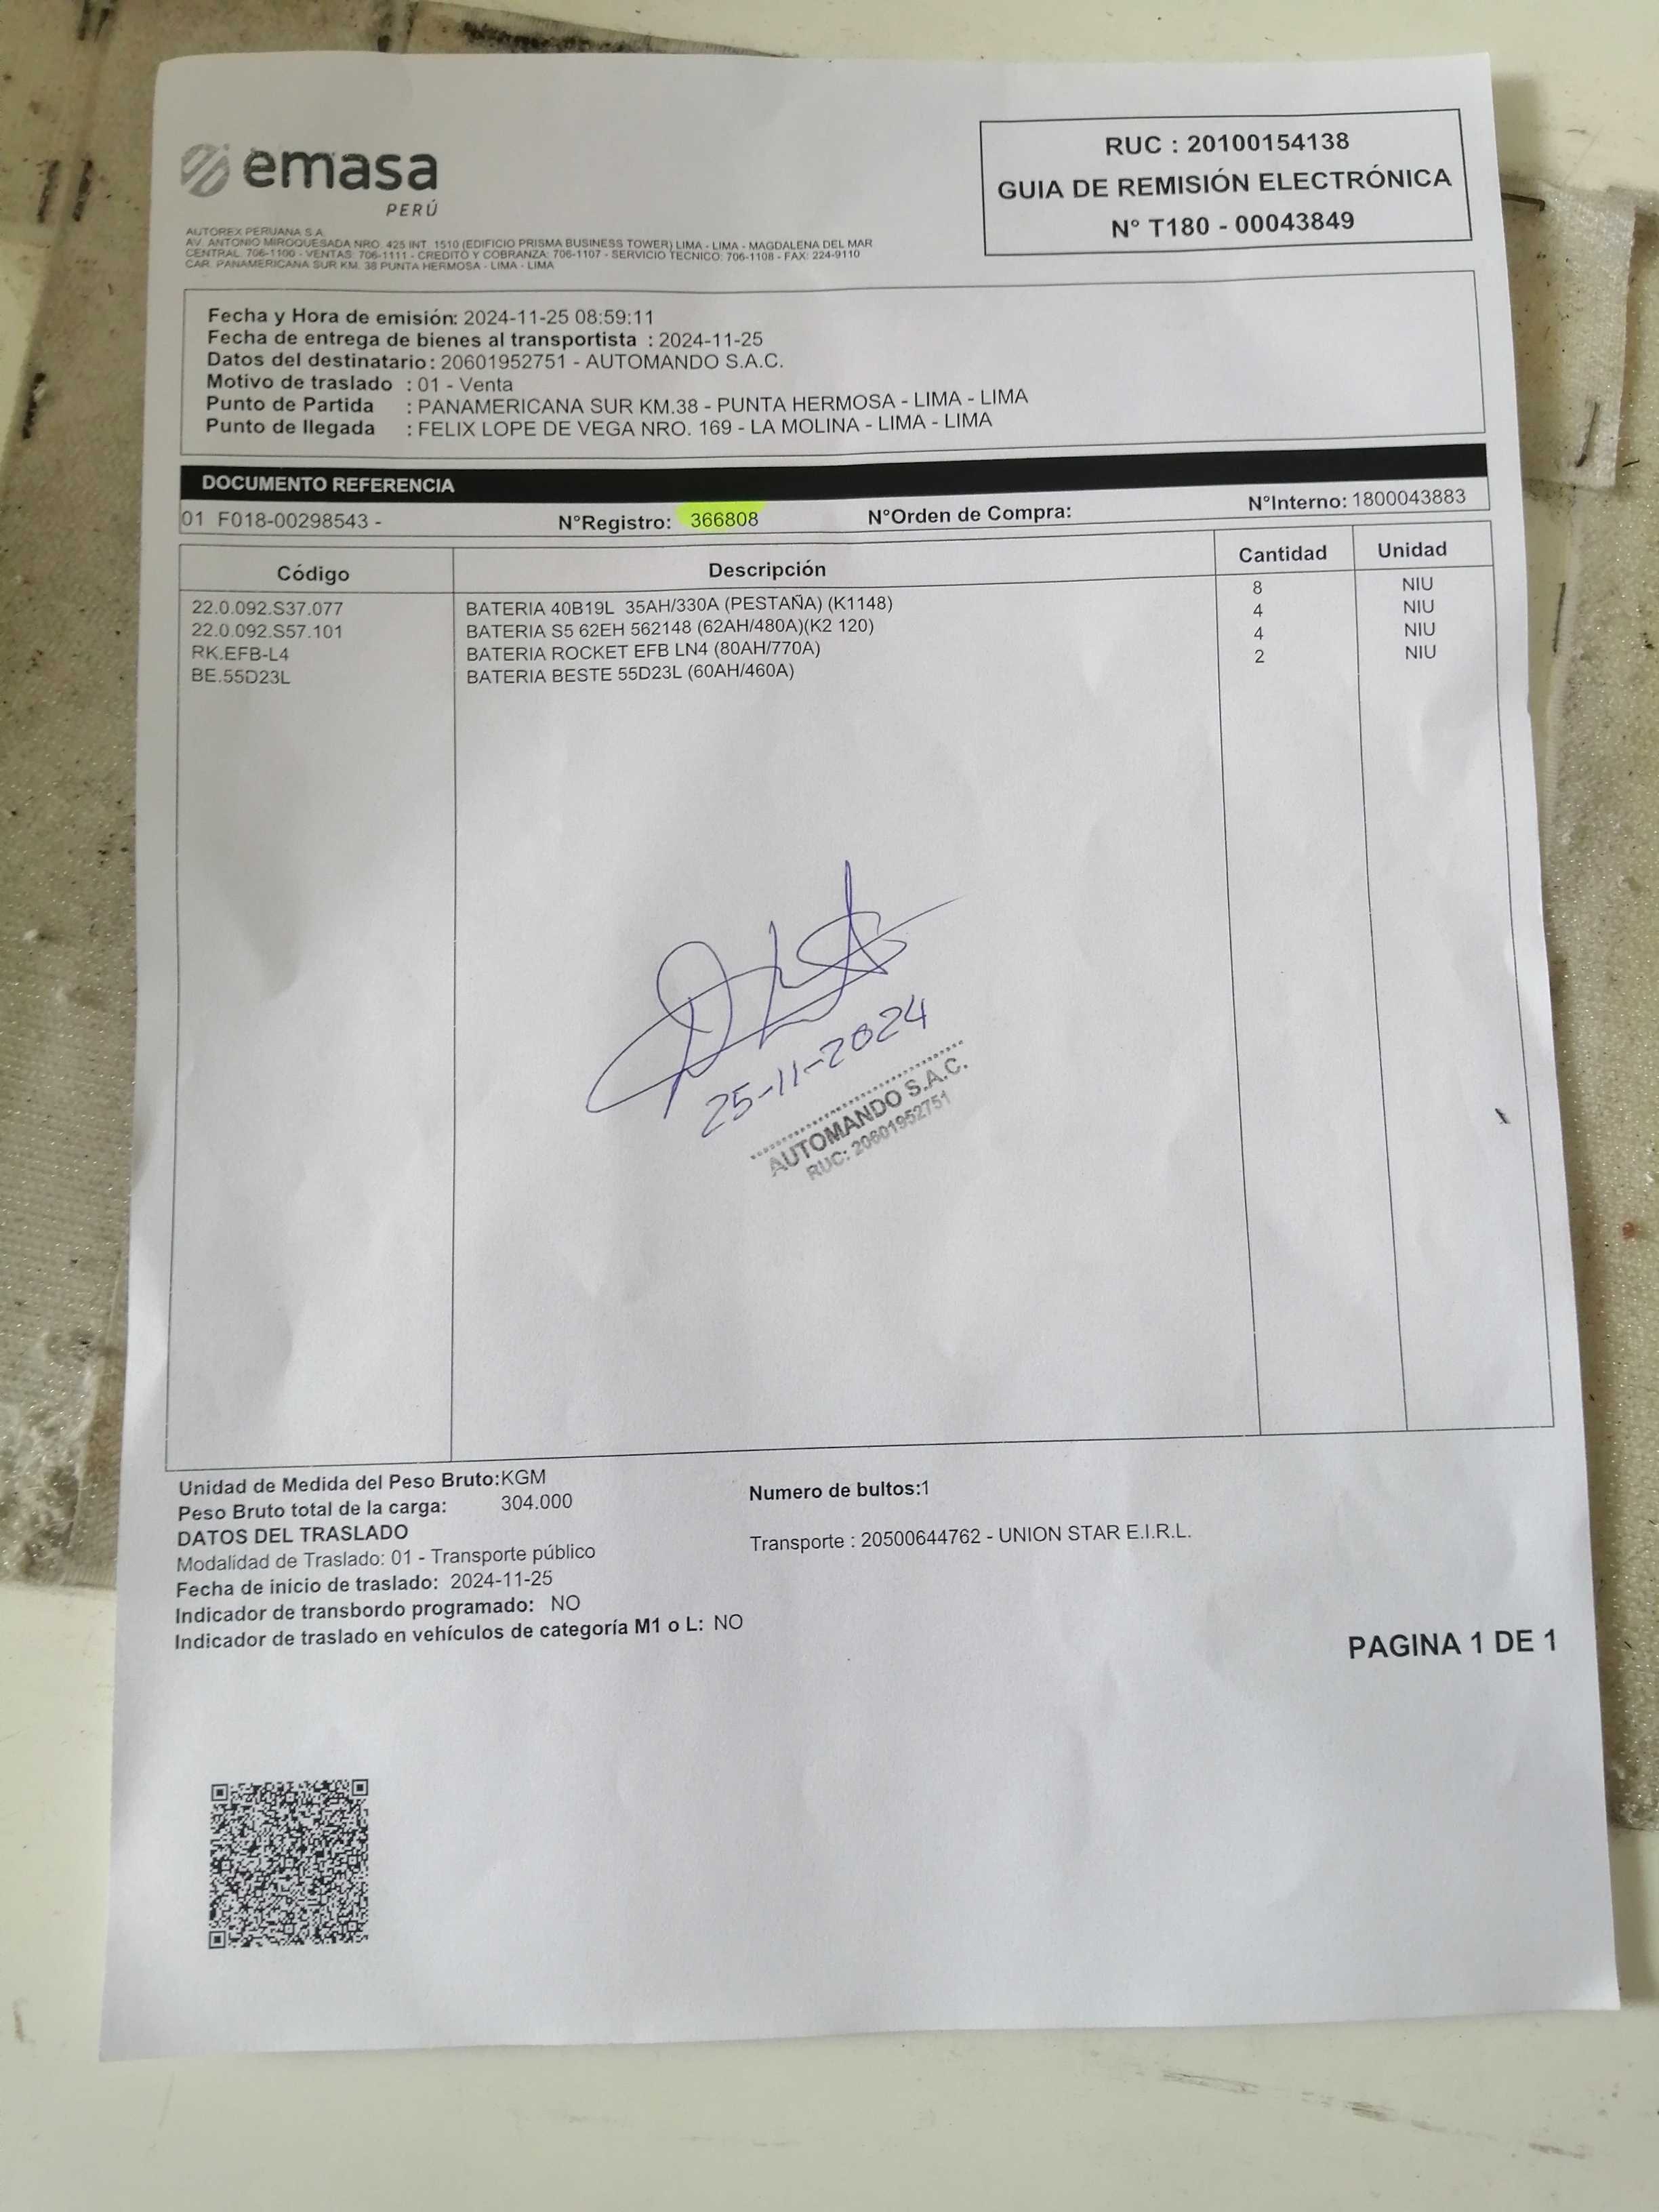 emasa
PERÚ
RUC : 20100154138
GUIA DE REMISIÓN ELECTRÓNICA
N° T180 - 00043849
AUTOREX PERUANA S.A.
AV. ANTONIO MIROQUESADA NRO. 425 INT. 1510 (EDIFICIO PRISMA BUSINESS TOWER) LIMA - LIMA - MAGDALENA DEL MAR
CENTRAL: 706-1100 - VENTAS: 706-1111 - CREDITO Y COBRANZA: 706-1107 - SERVICIO TECNICO: 706-1108 - FAX: 224-9110
CAR. PANAMERICANA SUR KM. 38 PUNTA HERMOSA - LIMA - LIMA
Fecha y Hora de emisión: 2024-11-25 08:59:11
Fecha de entrega de bienes al transportista : 2024-11-25
Datos del destinatario : 20601952751 - AUTOMANDO S.A.C.
Motivo de traslado : 01 - Venta
Punto de Partida : PANAMERICANA SUR KM.38 - PUNTA HERMOSA - LIMA - LIMA
Punto de llegada : FELIX LOPE DE VEGA NRO. 169 - LA MOLINA - LIMA - LIMA
DOCUMENTO REFERENCIA
01 F018-00298543 - N°Registro: 366808 N°Orden de Compra: N°Interno: 1800043883
Código Descripción Cantidad Unidad
22.0.092.S37.077 BATERIA 40B19L 35AH/330A (PESTAÑA) (K1148) 8 NIU
22.0.092.S57.101 BATERIA S5 62EH 562148 (62AH/480A)(K2 120) 4 NIU
RK.EFB-L4 BATERIA ROCKET EFB LN4 (80AH/770A) 4 NIU
BE.55D23L BATERIA BESTE 55D23L (60AH/460A) 2 NIU
25-11-2024
AUTOMANDO S.A.C.
RUC: 20601952751
Unidad de Medida del Peso Bruto:KGM
Peso Bruto total de la carga: 304.000 Numero de bultos:1
DATOS DEL TRASLADO
Modalidad de Traslado: 01 - Transporte público Transporte : 20500644762 - UNION STAR E.I.R.L.
Fecha de inicio de traslado: 2024-11-25
Indicador de transbordo programado: NO
Indicador de traslado en vehículos de categoría M1 o L: NO
PAGINA 1 DE 1